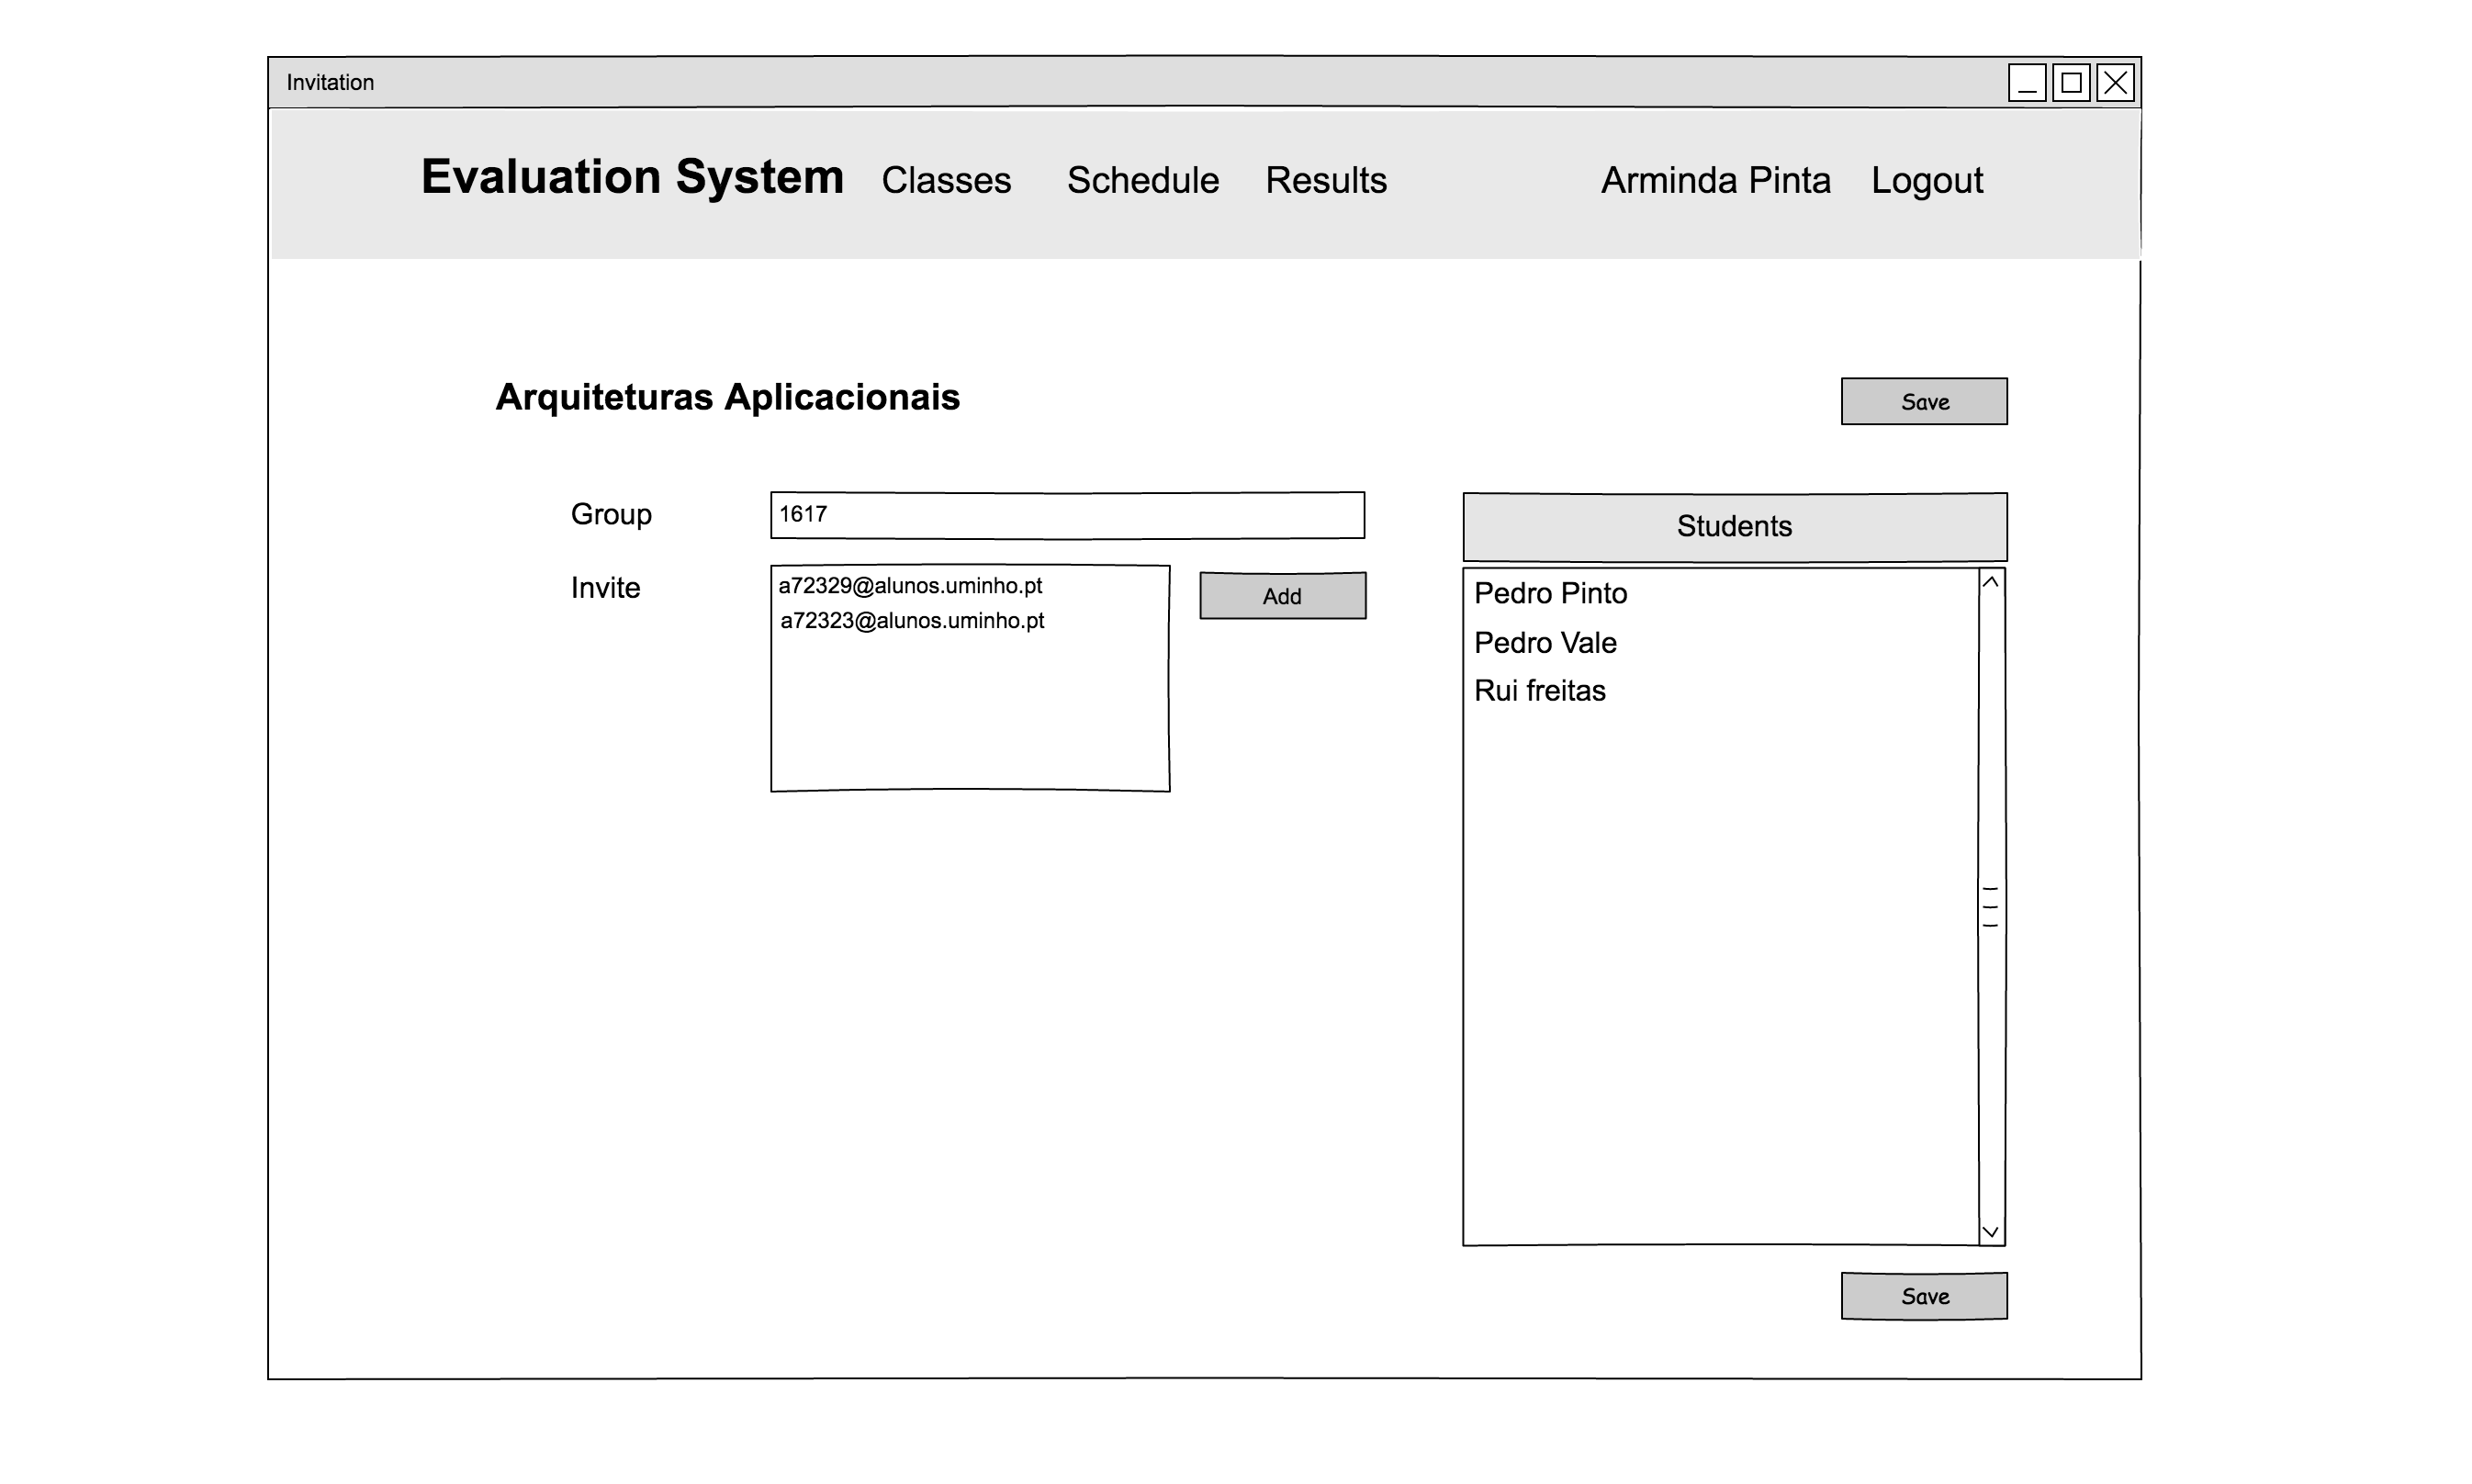 Invitation
Evaluation System Classes Schedule Results Arminda Pinta Logout
Arquiteturas Aplicacionais
Save
Group
1617
Invite
a72329@alunos.uminho.pt
a72323@alunos.uminho.pt
Add
Students
Pedro Pinto
Pedro Vale
Rui freitas
Save